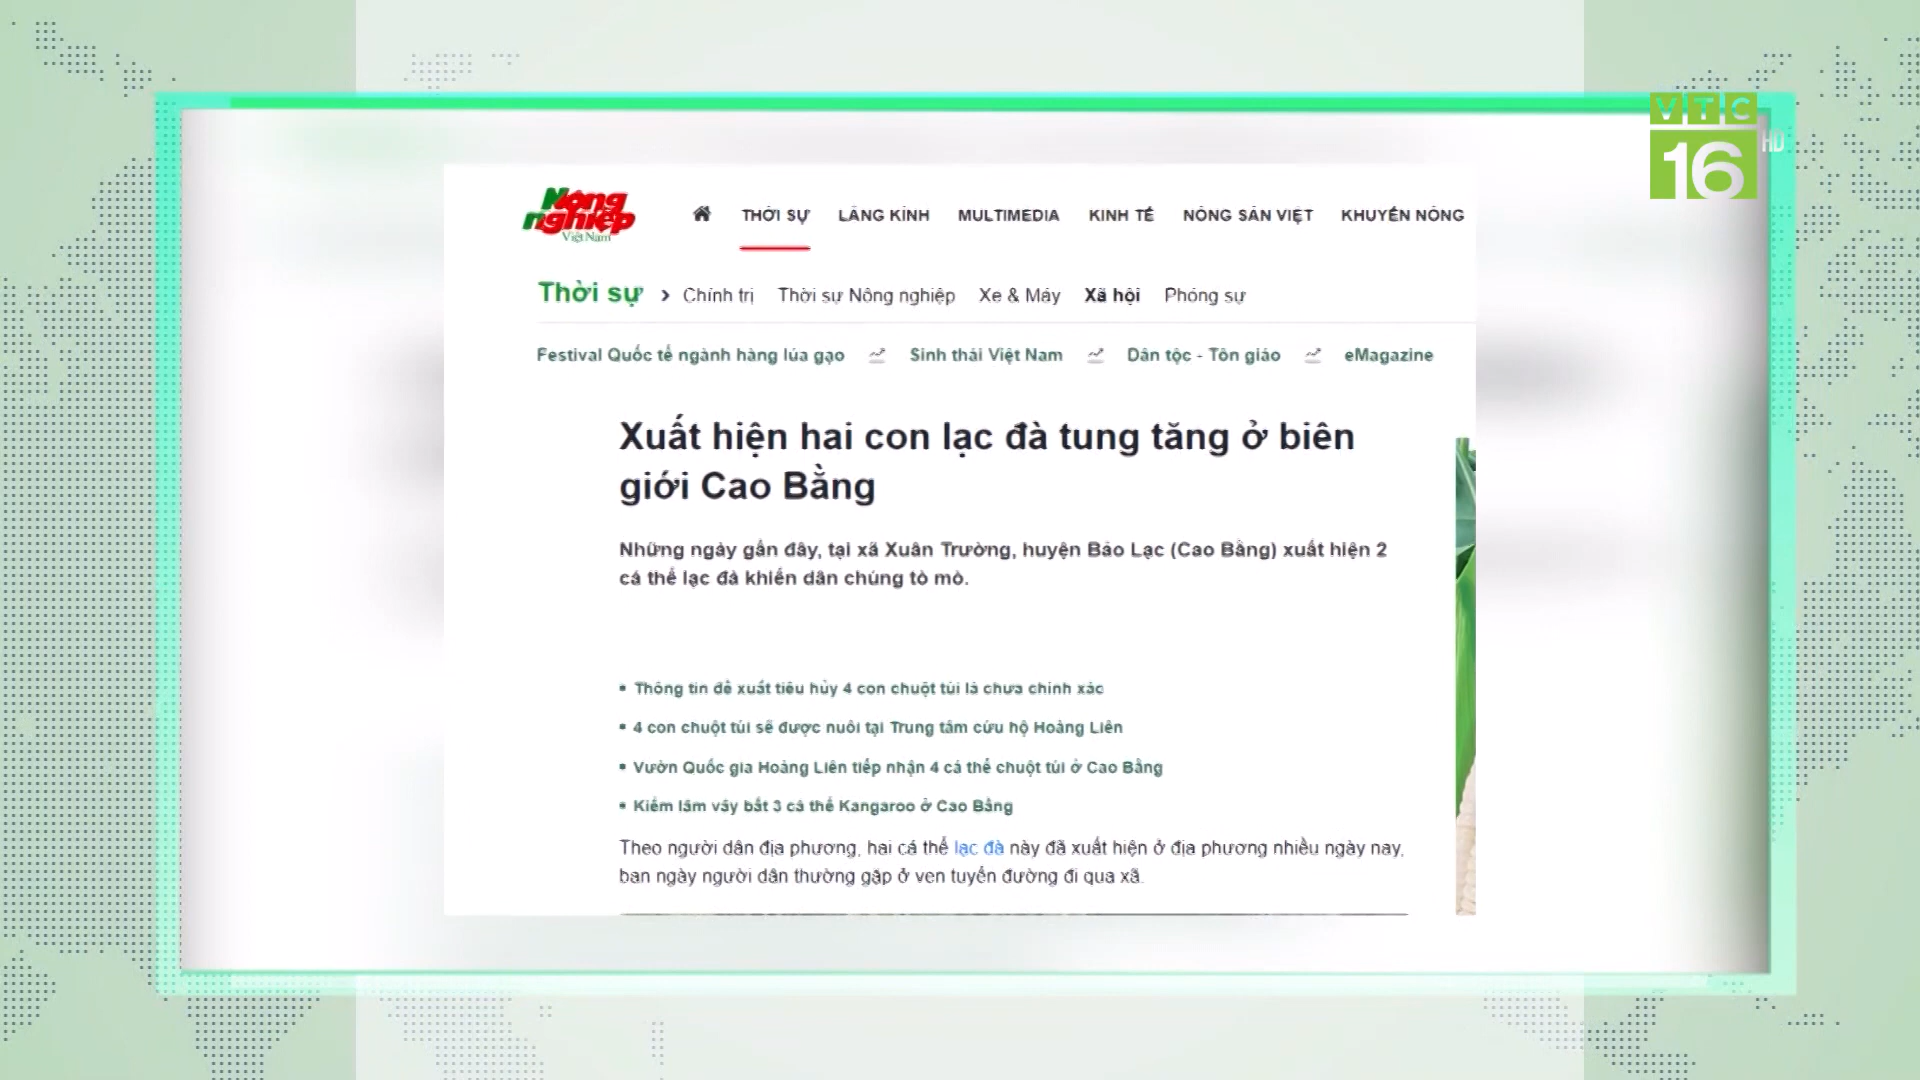 VTC
16
HD
Nông nghiệp
Việt Nam
THỜI SỰ LĂNG KÍNH MULTIMEDIA KINH TẾ NÔNG SẢN VIỆT KHUYẾN NÔNG
Thời sự › Chính trị Thời sự Nông nghiệp Xe & Máy Xã hội Phóng sự
Festival Quốc tế ngành hàng lúa gạo Sinh thái Việt Nam Dân tộc - Tôn giáo eMagazine
Xuất hiện hai con lạc đà tung tăng ở biên
giới Cao Bằng
Những ngày gần đây, tại xã Xuân Trường, huyện Bảo Lạc (Cao Bằng) xuất hiện 2
cá thể lạc đà khiến dân chúng tò mò.
▪ Thông tin đề xuất tiêu hủy 4 con chuột túi là chưa chính xác
▪ 4 con chuột túi sẽ được nuôi tại Trung tâm cứu hộ Hoàng Liên
▪ Vườn Quốc gia Hoàng Liên tiếp nhận 4 cá thể chuột túi ở Cao Bằng
▪ Kiểm lâm vây bắt 3 cá thể Kangaroo ở Cao Bằng
Theo người dân địa phương, hai cá thể lạc đà này đã xuất hiện ở địa phương nhiều ngày nay,
ban ngày người dân thường gặp ở ven tuyến đường đi qua xã.